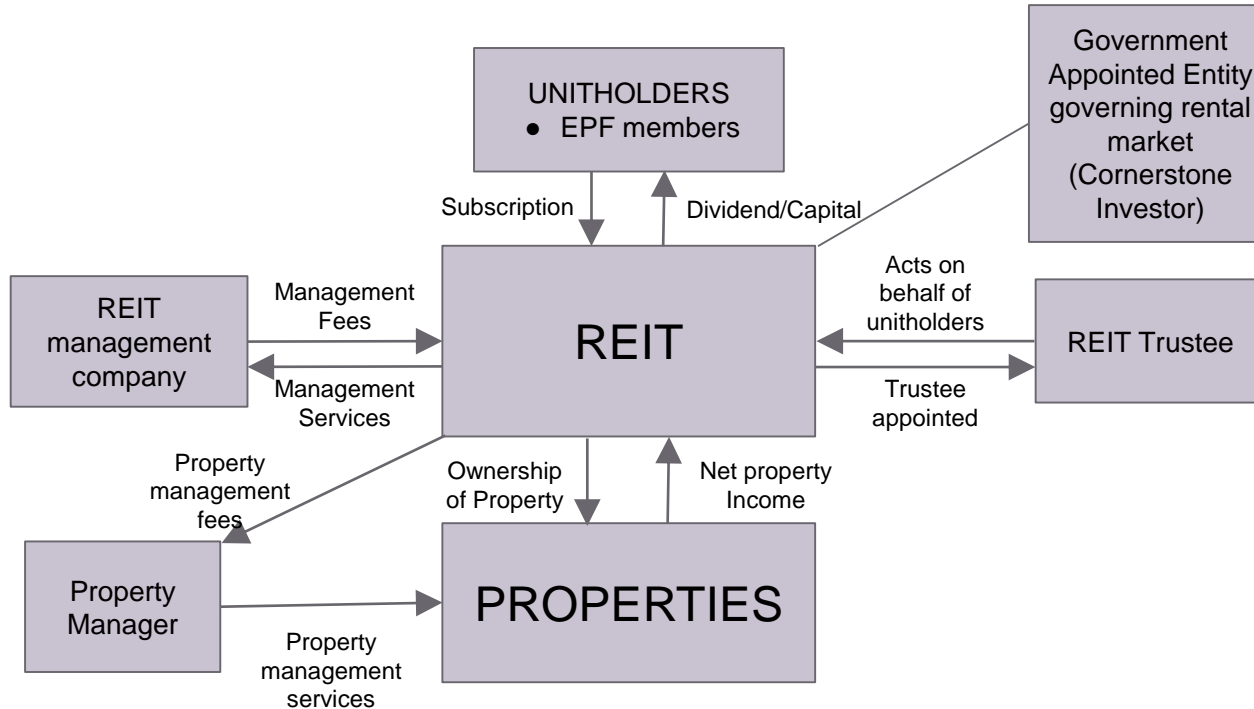 UNITHOLDERS
● EPF members
Government
Appointed Entity
governing rental
market
(Cornerstone
Investor)
Subscription
Dividend/Capital
REIT
management
company
Management
Fees
Management
Services
REIT
Acts on
behalf of
unitholders
Trustee
appointed
REIT Trustee
Property
management
fees
Ownership
of Property
Net property
Income
Property
Manager
Property
management
services
PROPERTIES